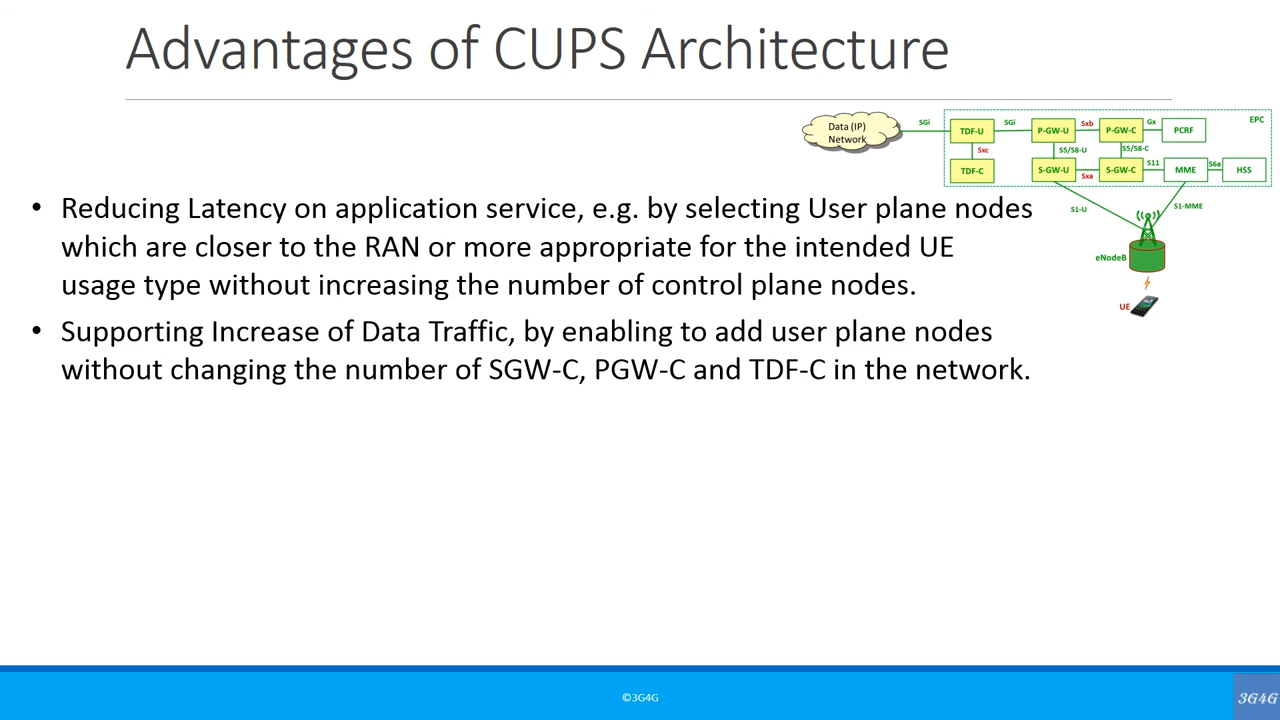 Advantages of CUPS Architecture
Data (IP)
Network
SGi
TDF-U
SGi
P-GW-U
Sxb
P-GW-C
Gx
PCRF
EPC
Sxc
S5/S8-U
S5/S8-C
TDF-C
S-GW-U
Sxa
S-GW-C
S11
MME
S6a
HSS
S1-U
S1-MME
eNodeB
UE
• Reducing Latency on application service, e.g. by selecting User plane nodes
which are closer to the RAN or more appropriate for the intended UE
usage type without increasing the number of control plane nodes.
• Supporting Increase of Data Traffic, by enabling to add user plane nodes
without changing the number of SGW-C, PGW-C and TDF-C in the network.
©3G4G
3G4G